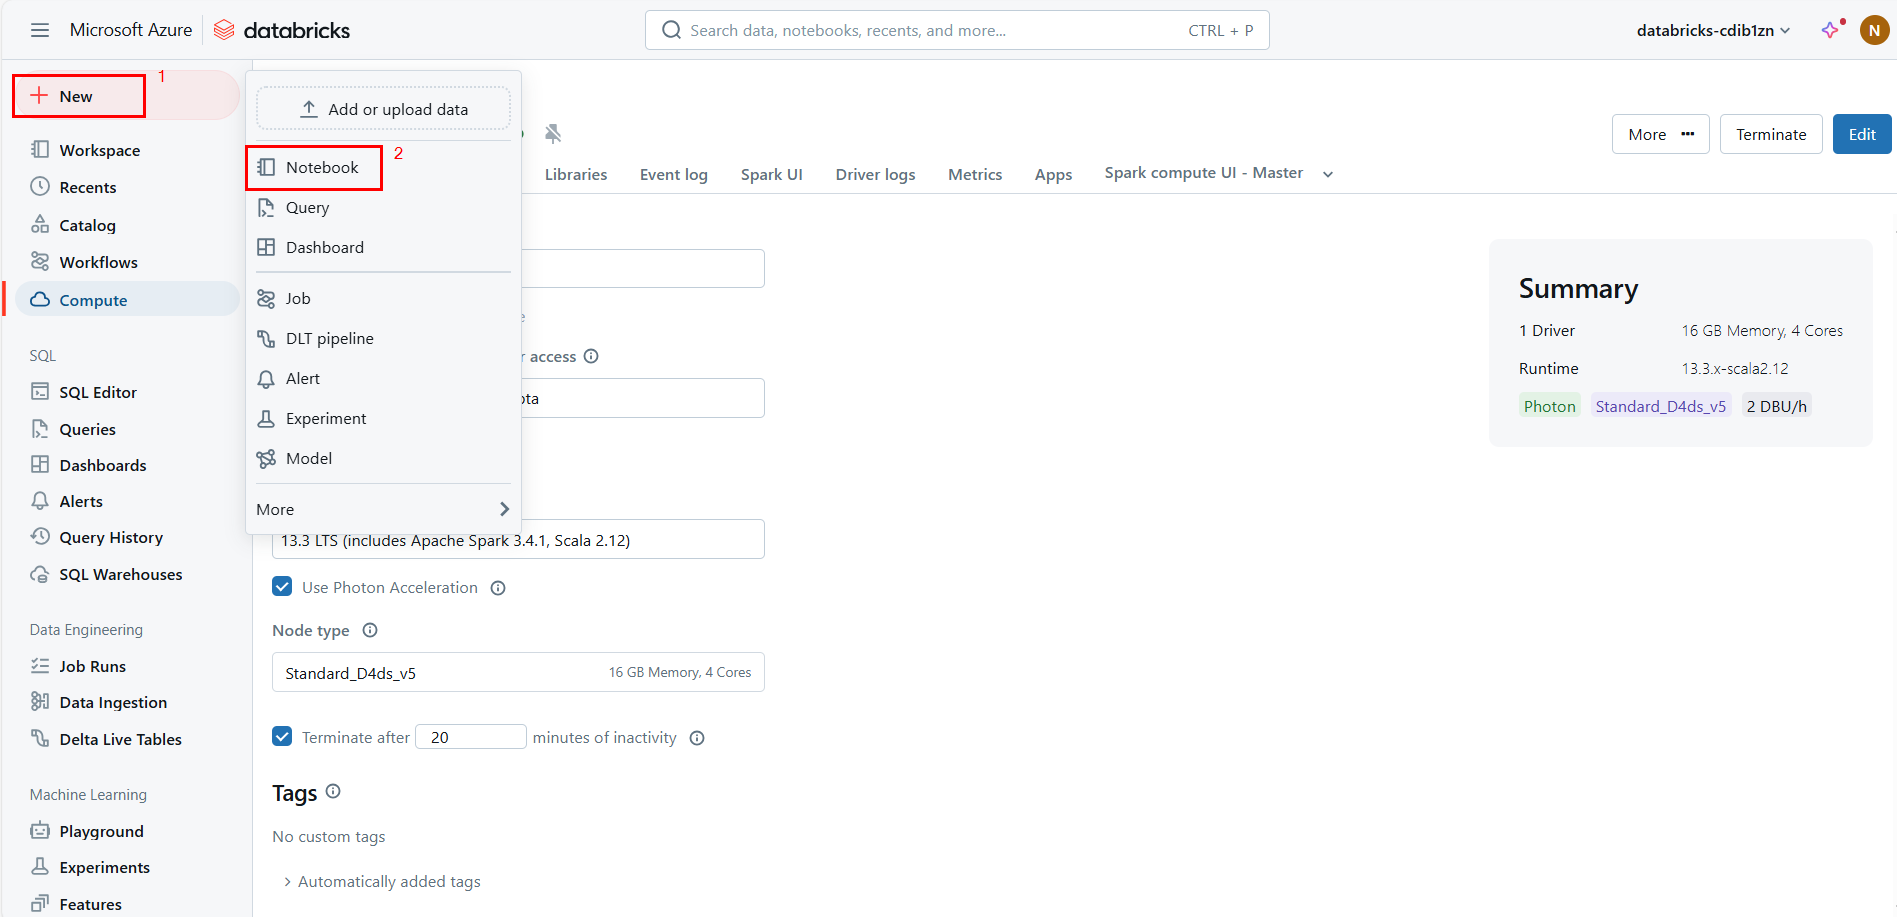 Microsoft Azure databricks
Search data, notebooks, recents, and more... CTRL + P
databricks-cdib1zn
N
New
1
Workspace
Recents
Catalog
Workflows
Compute
SQL
SQL Editor
Queries
Dashboards
Alerts
Query History
SQL Warehouses
Data Engineering
Job Runs
Data Ingestion
Delta Live Tables
Machine Learning
Playground
Experiments
Features
Add or upload data
Notebook
2
Query
Dashboard
Job
DLT pipeline
Alert
Experiment
Model
More
More ···
Terminate
Edit
Libraries
Event log
Spark UI
Driver logs
Metrics
Apps
Spark compute UI - Master
access
13.3 LTS (includes Apache Spark 3.4.1, Scala 2.12)
Use Photon Acceleration
Node type
Standard_D4ds_v5 16 GB Memory, 4 Cores
Terminate after 20 minutes of inactivity
Tags
No custom tags
Automatically added tags
Summary
1 Driver 16 GB Memory, 4 Cores
Runtime 13.3.x-scala2.12
Photon Standard_D4ds_v5 2 DBU/h